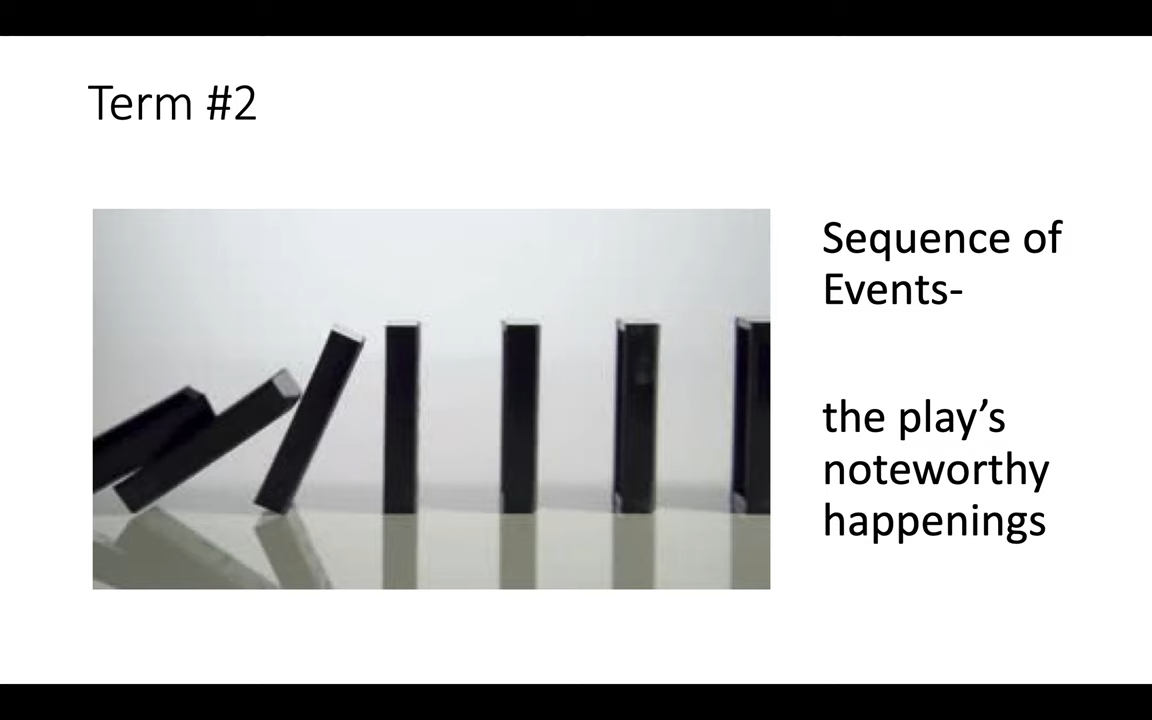 Term #2
Sequence of
Events-
the play’s
noteworthy
happenings